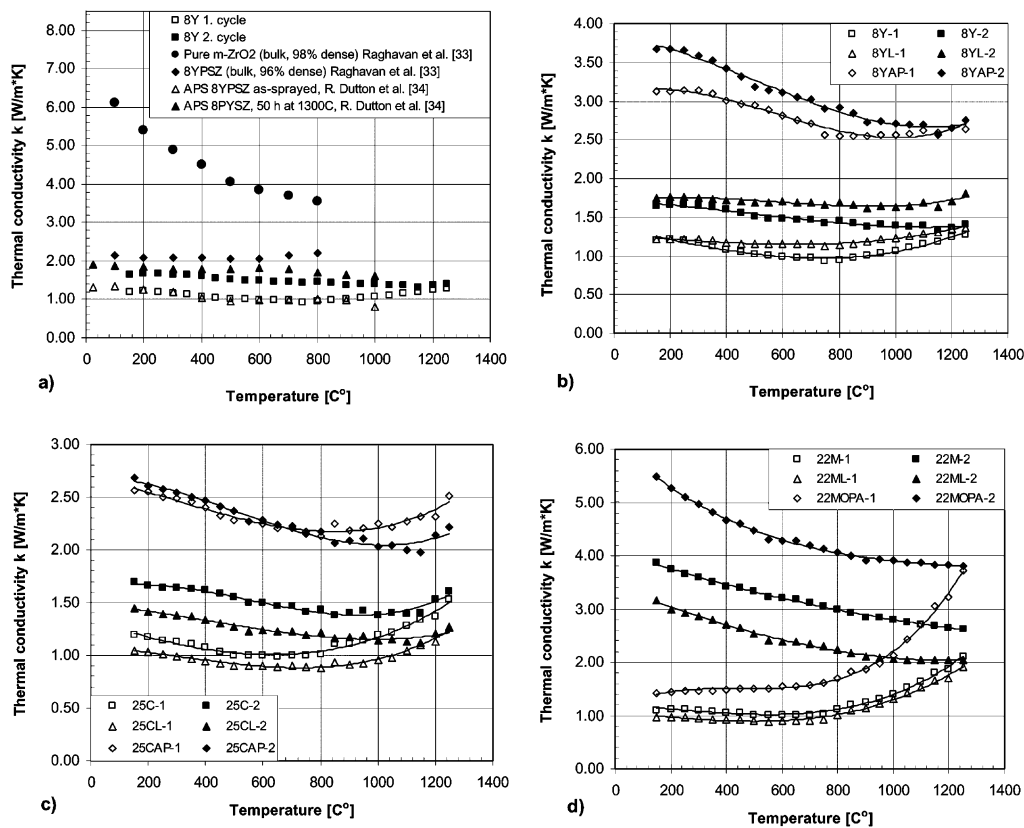 8.00
7.00
6.00
5.00
4.00
3.00
2.00
1.00
0.00
Thermal conductivity k [W/m*K]
8Y 1. cycle
8Y 2. cycle
Pure m-ZrO2 (bulk, 98% dense) Raghavan et al. [33]
8YPSZ (bulk, 96% dense) Raghavan et al. [33]
APS 8YPSZ as-sprayed, R. Dutton et al. [34]
APS 8PYSZ, 50 h at 1300C, R. Dutton et al. [34]
0 200 400 600 800 1000 1200 1400
Temperature [C°]
a)
4.00
3.50
3.00
2.50
2.00
1.50
1.00
0.50
0.00
Thermal conductivity k [W/m*K]
8Y-1 8Y-2
8YL-1 8YL-2
8YAP-1 8YAP-2
0 200 400 600 800 1000 1200 1400
Temperature [C°]
b)
3.00
2.50
2.00
1.50
1.00
0.50
0.00
Thermal conductivity k [W/m*K]
25C-1 25C-2
25CL-1 25CL-2
25CAP-1 25CAP-2
0 200 400 600 800 1000 1200 1400
Temperature [C°]
c)
6.00
5.00
4.00
3.00
2.00
1.00
0.00
Thermal conductivity k [W/m*K]
22M-1 22M-2
22ML-1 22ML-2
22MOPA-1 22MOPA-2
0 200 400 600 800 1000 1200 1400
Temperature [C°]
d)